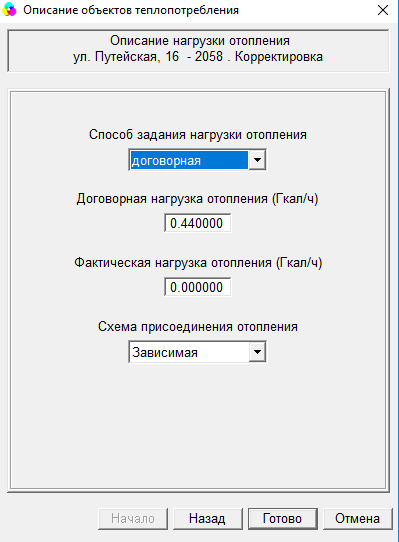 Описание объектов теплопотребления
Описание нагрузки отопления
ул. Путейская, 16 - 2058 . Корректировка
Способ задания нагрузки отопления
договорная
Договорная нагрузка отопления (Гкал/ч)
0.440000
Фактическая нагрузка отопления (Гкал/ч)
0.000000
Схема присоединения отопления
Зависимая
Начало Назад Готово Отмена